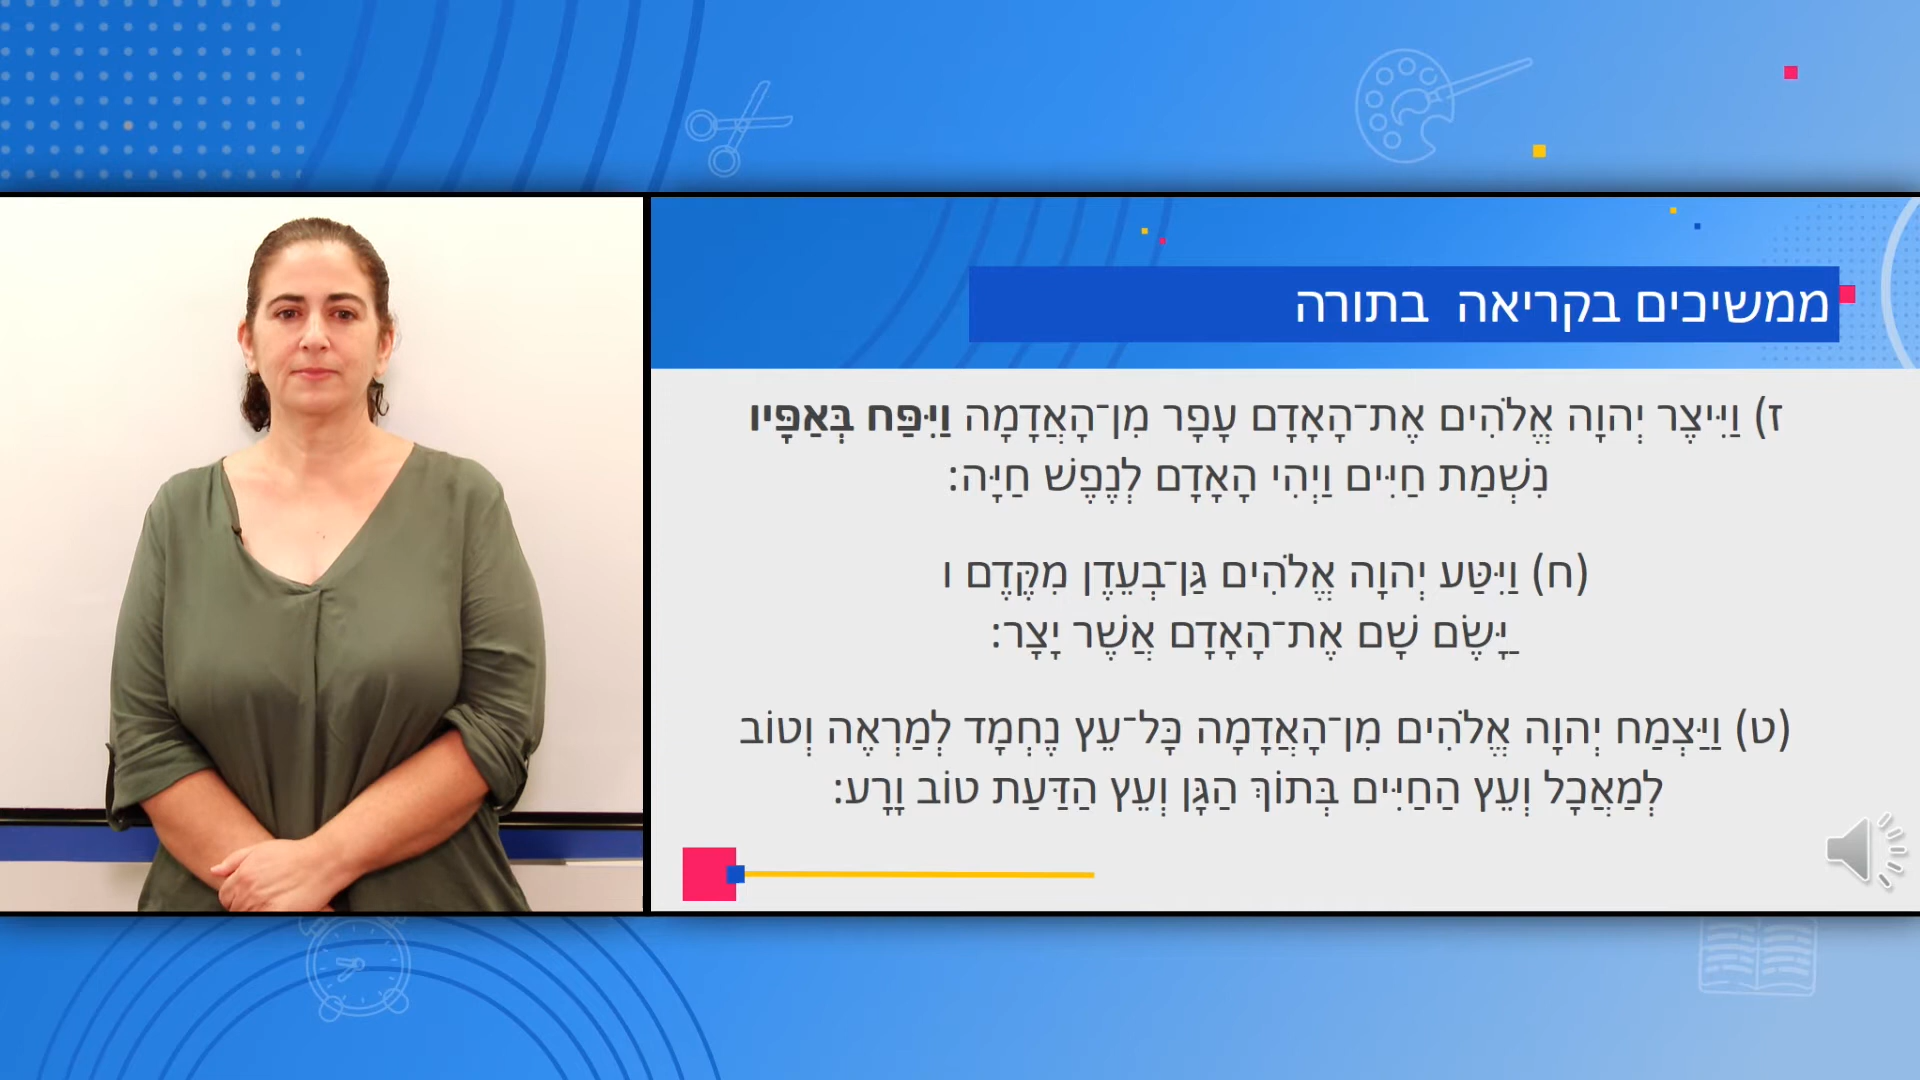 ממשיכים בקריאה  בתורה
ז) וַיִּיצֶר יְהוָה אֱלֹהִים אֶת־הָאָדָם עָפָר מִן־הָאֲדָמָה וַיִּפַּח בְּאַפָּיו
נִשְׁמַת חַיִּים וַיְהִי הָאָדָם לְנֶפֶשׁ חַיָּה:
(ח) וַיִּטַּע יְהוָה אֱלֹהִים גַּן־בְעֵדֶן מִקֶּדֶם ו
ַיָּשֶׂם שָׁם אֶת־הָאָדָם אֲשֶׁר יָצָר:
(ט) וַיַּצְמַח יְהוָה אֱלֹהִים מִן־הָאֲדָמָה כָּל־עֵץ נֶחְמָד לְמַרְאֶה וְטוֹב
לְמַאֲכָל וְעֵץ הַחַיִּים בְּתוֹךְ הַגָּן וְעֵץ הַדַּעַת טוֹב וָרָע: